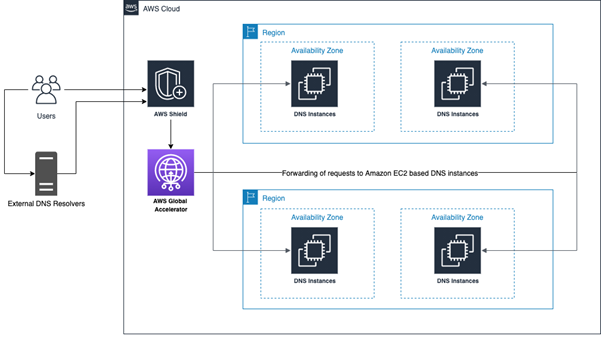 aws
AWS Cloud
Region
Availability Zone
Availability Zone
DNS Instances
DNS Instances
Users
AWS Shield
External DNS Resolvers
AWS Global
Accelerator
Forwarding of requests to Amazon EC2 based DNS instances
Region
Availability Zone
Availability Zone
DNS Instances
DNS Instances